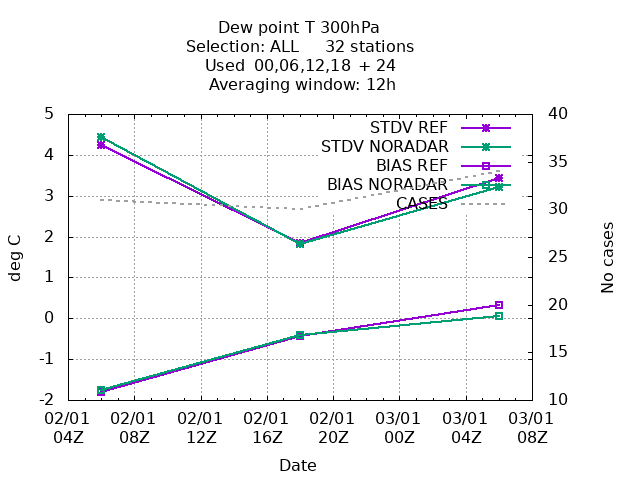 Dew point T 300hPa
Selection: ALL 32 stations
Used 00,06,12,18 + 24
Averaging window: 12h
STDV REF
STDV NORADAR
BIAS REF
BIAS NORADAR
CASES
5
4
3
2
1
0
-1
-2
deg C
40
35
30
25
20
15
10
No cases
02/01 02/01 02/01 02/01 02/01 03/01 03/01 03/01
04Z 08Z 12Z 16Z 20Z 00Z 04Z 08Z
Date